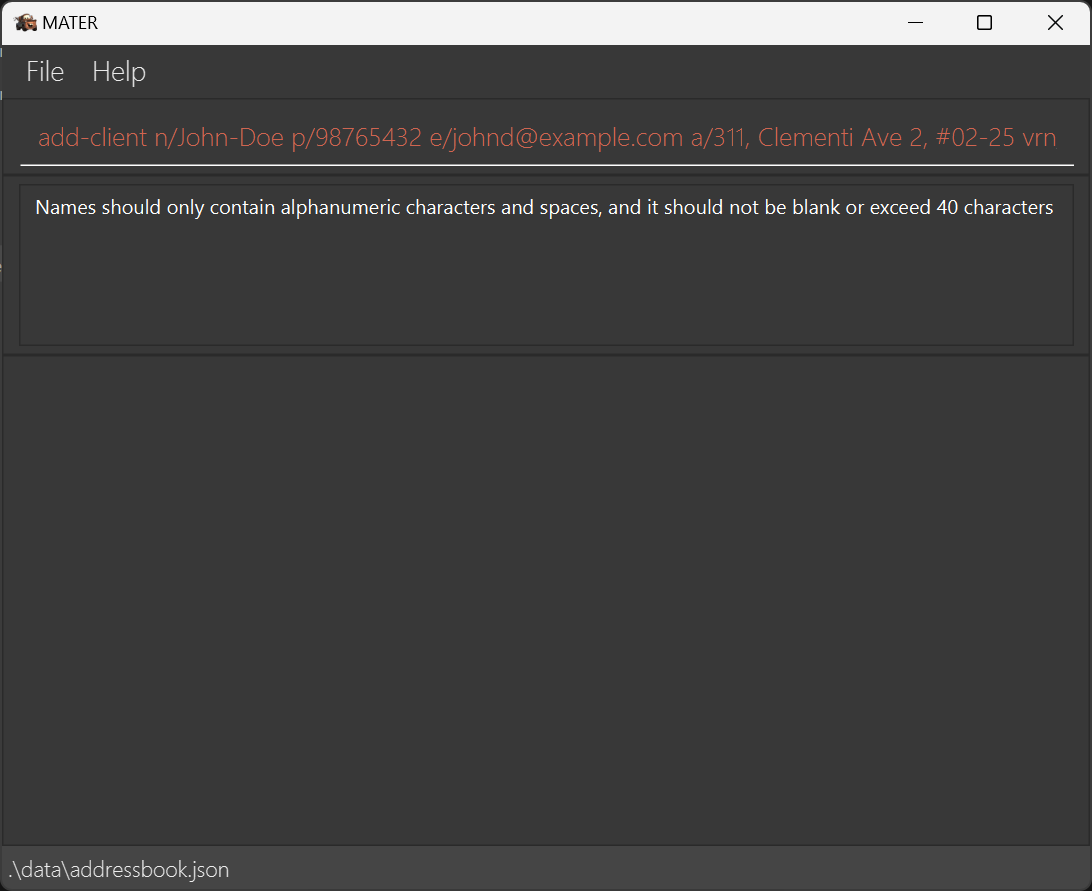 MATER
File Help
add-client n/John-Doe p/98765432 e/johnd@example.com a/311, Clementi Ave 2, #02-25 vrn
Names should only contain alphanumeric characters and spaces, and it should not be blank or exceed 40 characters
.\data\addressbook.json